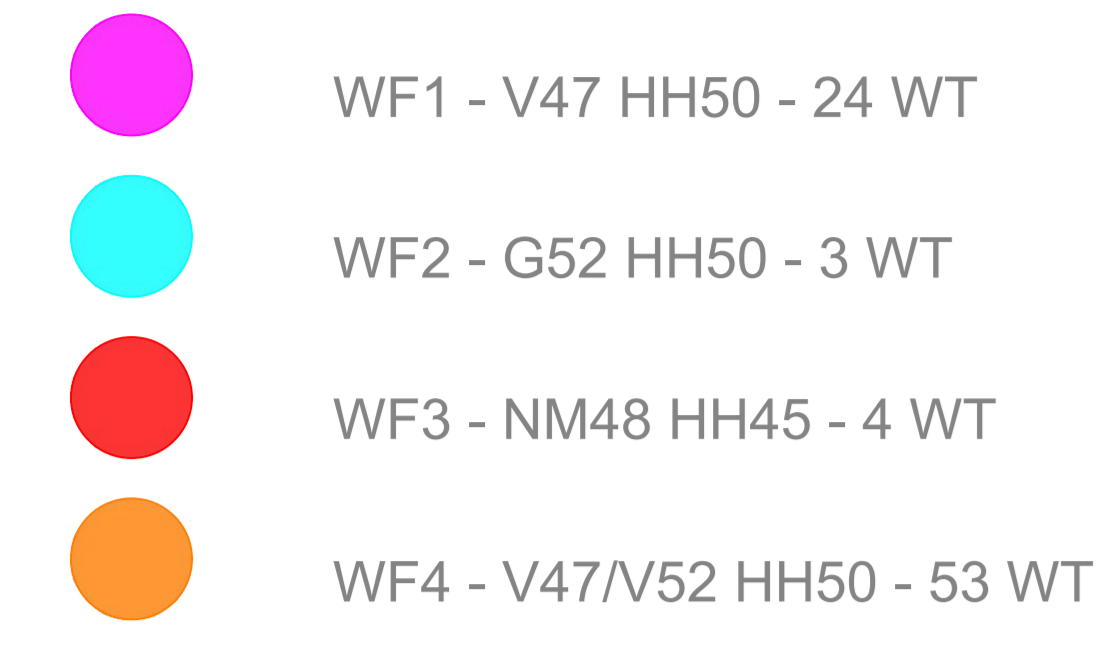 WF1 - V47 HH50 - 24 WT
WF2 - G52 HH50 - 3 WT
WF3 - NM48 HH45 - 4 WT
WF4 - V47/V52 HH50 - 53 WT